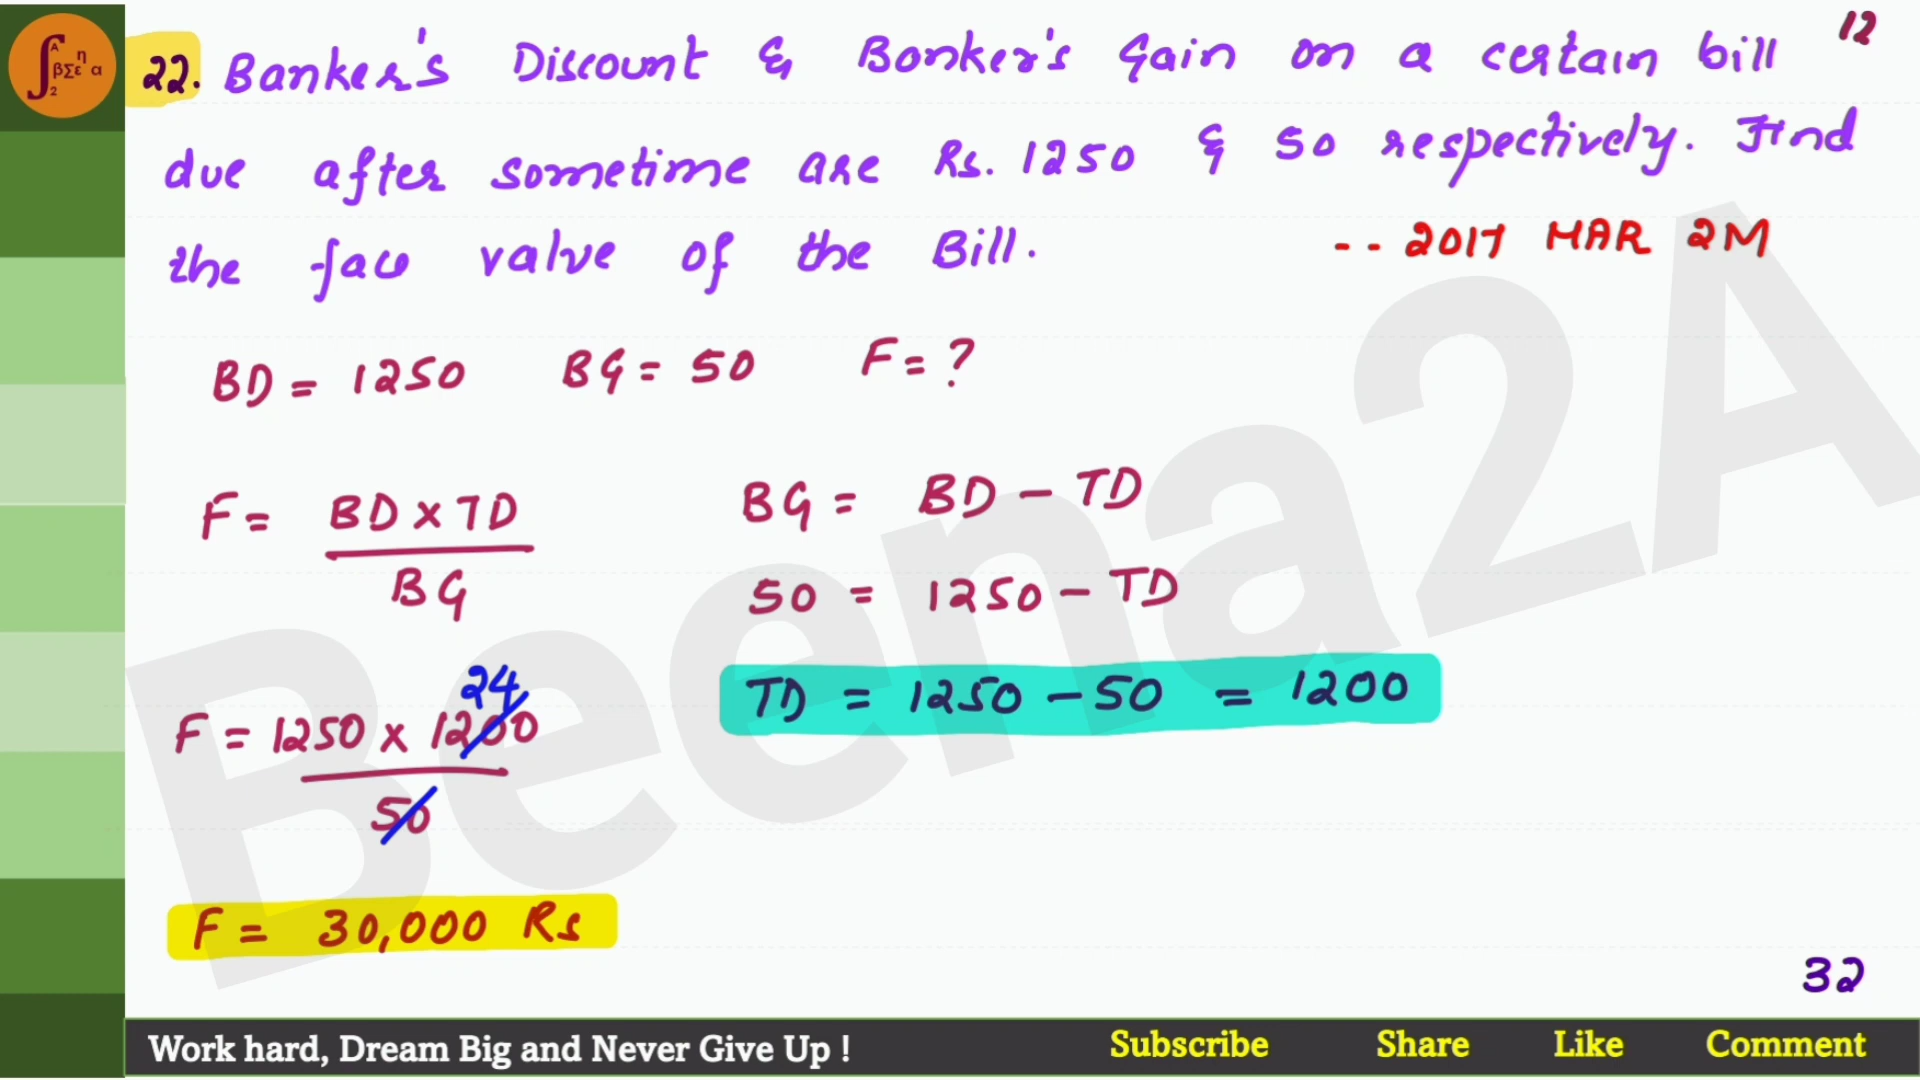 12
22. Banker's Discount & Bonker's Gain on a certain bill
due after sometime are Rs. 1250 & 50 respectively. Find
the face value of the Bill.
-- 2017 MAR 2M
BD = 1250 BG = 50 F = ?
F = BD x TD
BG
BG = BD - TD
50 = 1250 - TD
TD = 1250 - 50 = 1200
24
F = 1250 x 1200
50
F = 30,000 Rs
32
Beena2A
Work hard, Dream Big and Never Give Up !
Subscribe Share Like Comment